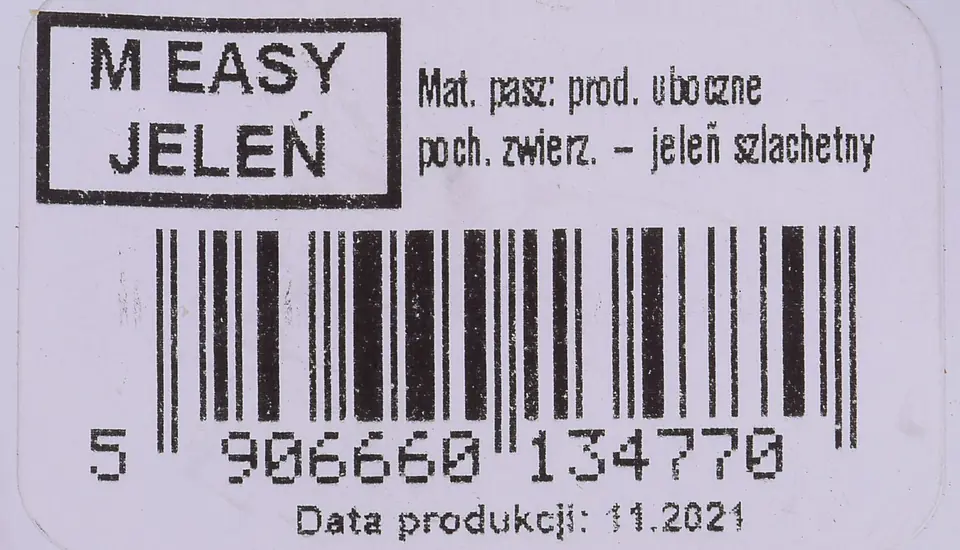 M EASY
JELEŃ
Mat. pasz: prod. uboczne
poch. zwierz. – jeleń szlachetny
5 906660 134770
Data produkcji: 11.2021